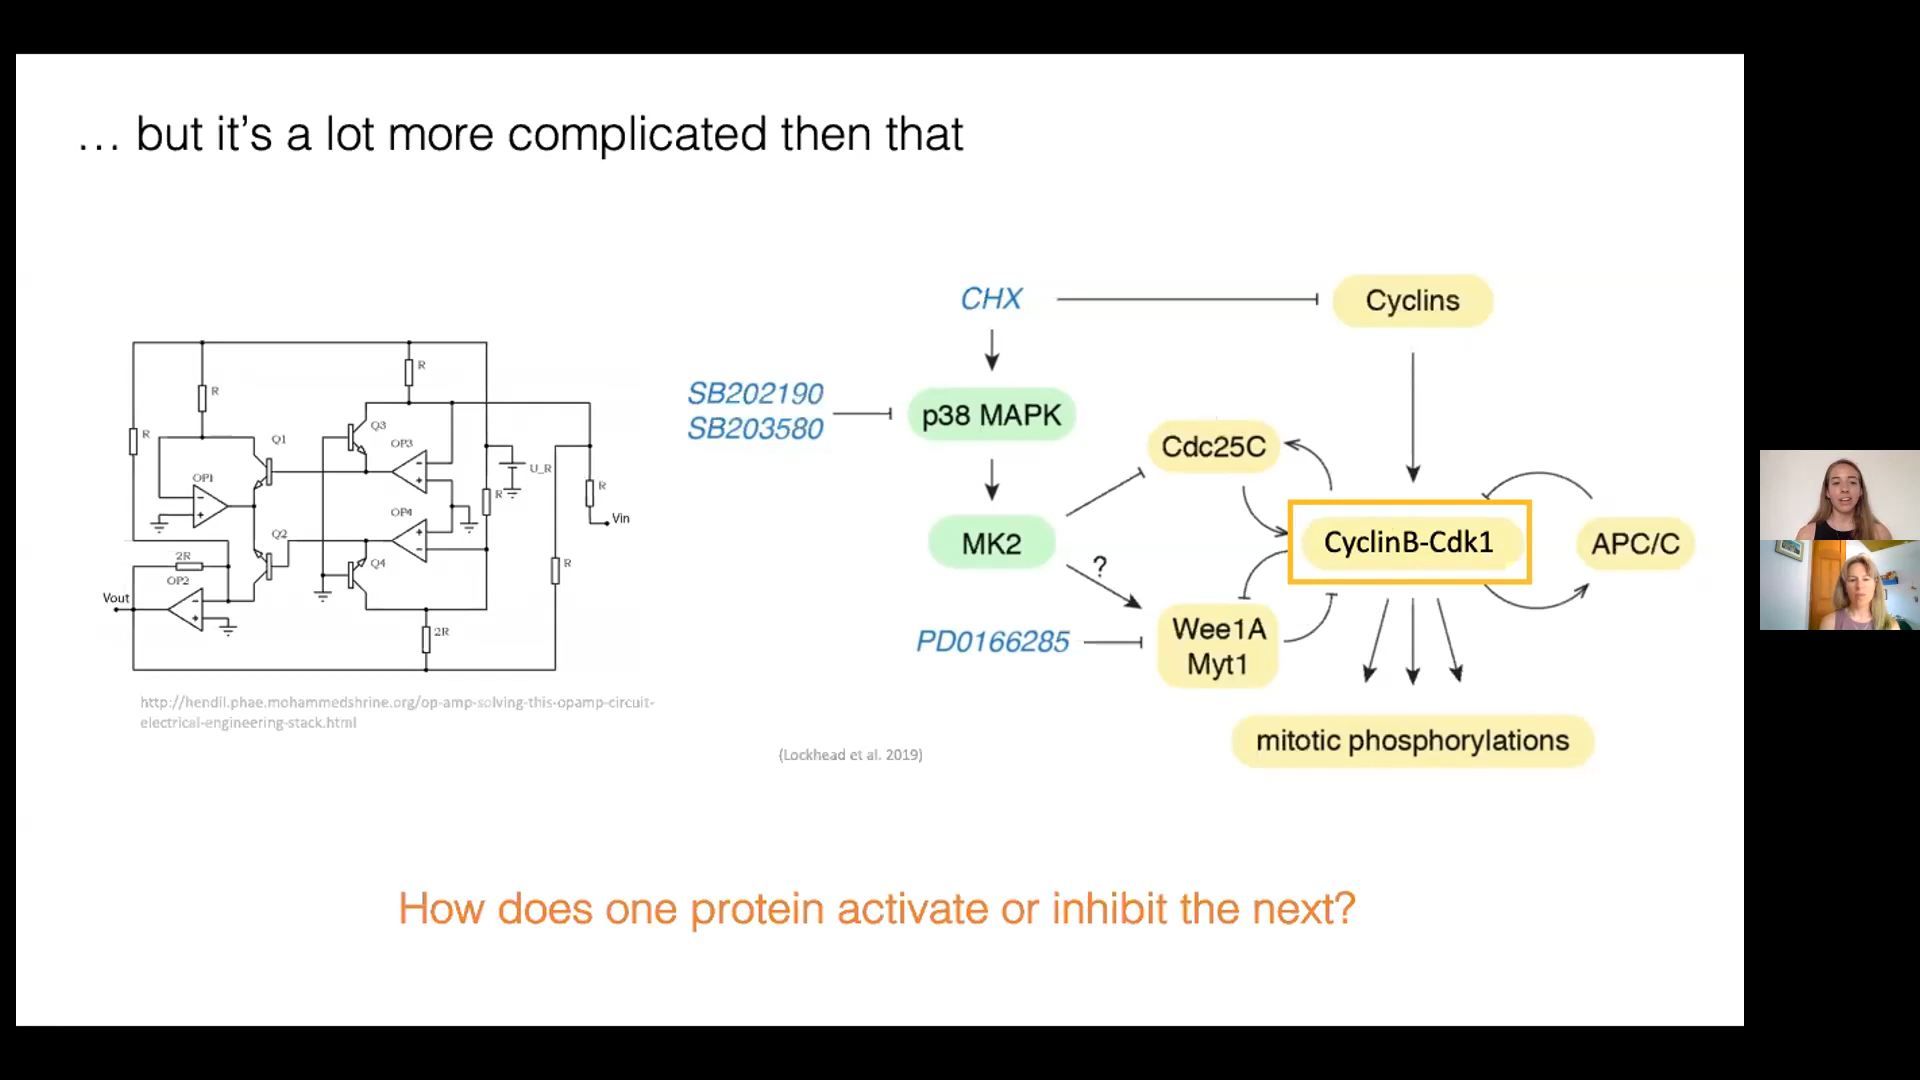 … but it's a lot more complicated then that
CHX
Cyclins
SB202190
SB203580
p38 MAPK
Cdc25C
MK2
?
CyclinB-Cdk1
APC/C
PD0166285
Wee1A
Myt1
mitotic phosphorylations
R
R
R
Q1
Q3
OP3
OP1
U_R
R
R
OP4
Vin
Q2
2R
Q4
R
OP2
Vout
2R
http://hendil.phae.mohammedshrine.org/op-amp-solving-this-opamp-circuit-
electrical-engineering-stack.html
(Lockhead et al. 2019)
How does one protein activate or inhibit the next?